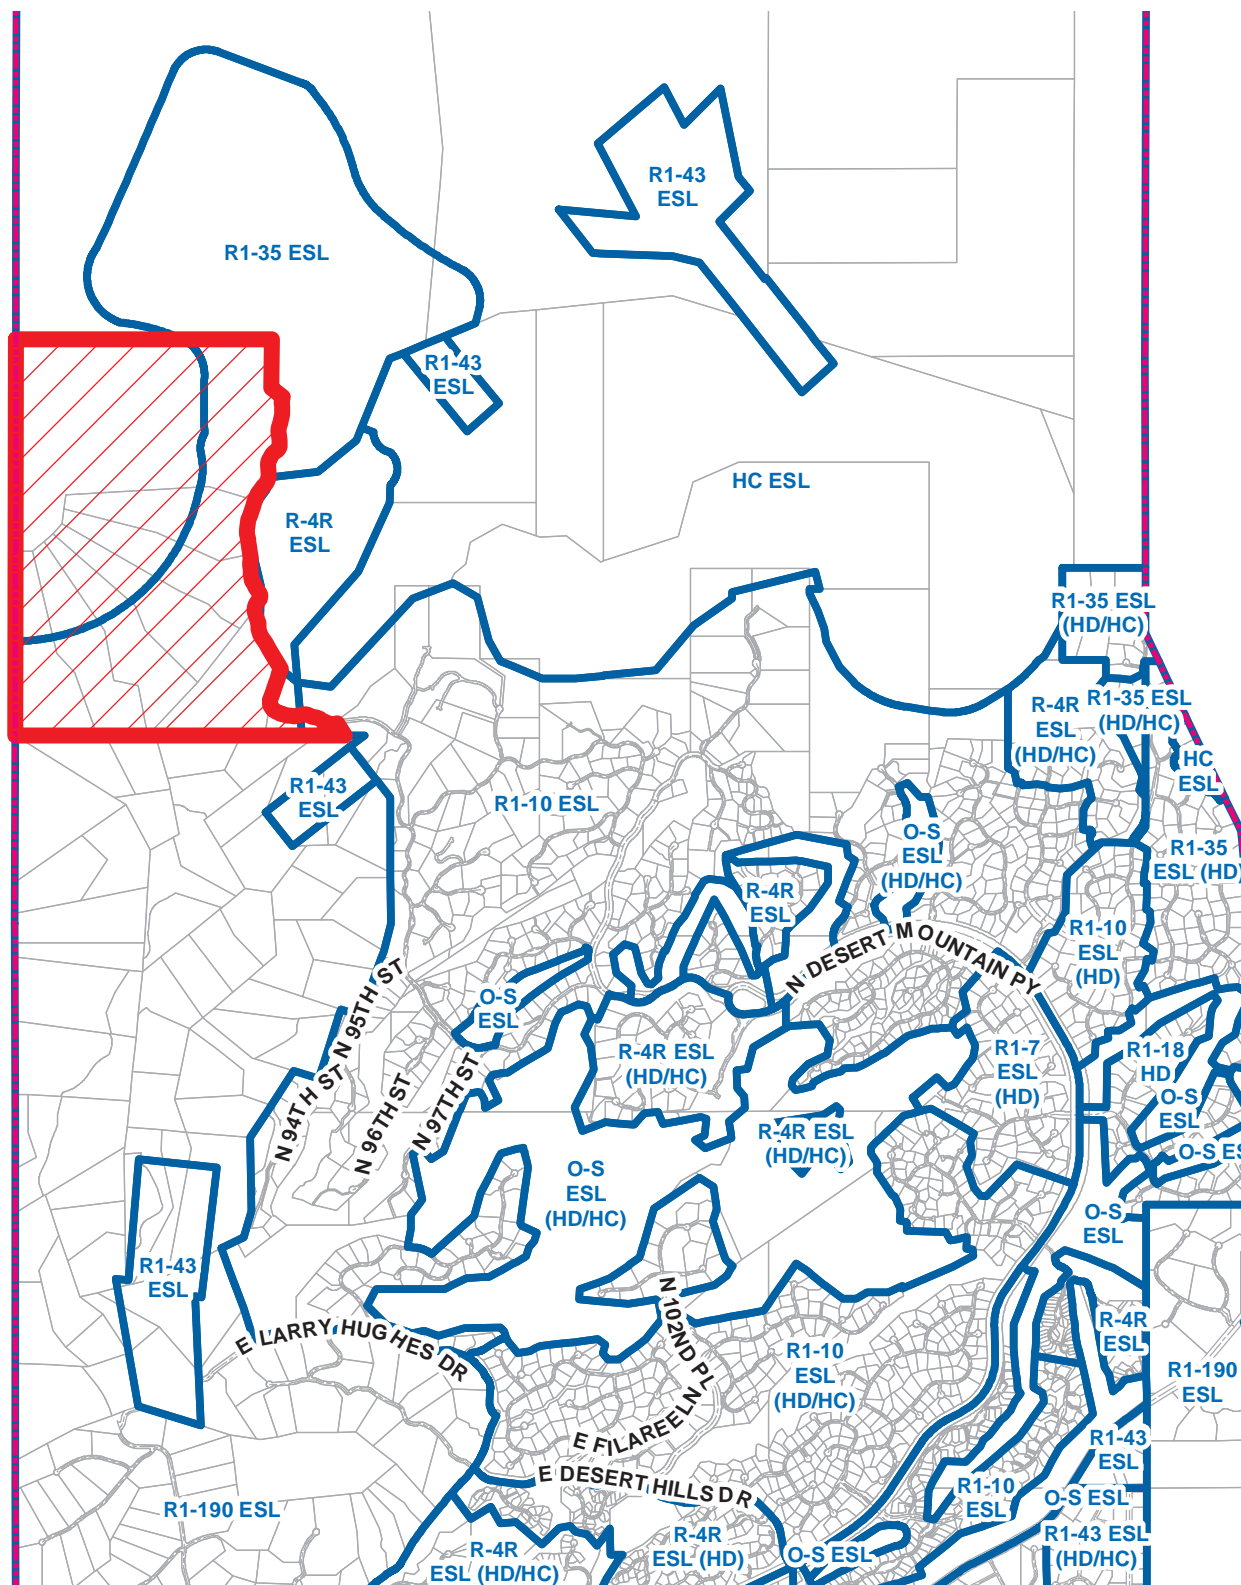 R1-43
ESL
R1-35 ESL
R1-43
ESL
HC ESL
R-4R
ESL
R1-35 ESL
(HD/HC)
R-4R
ESL
(HD/HC)
R1-35 ESL
(HD/HC)
HC
ESL
R1-43
ESL
R1-10 ESL
O-S
ESL
(HD/HC)
R1-35
ESL (HD)
R-4R
ESL
R1-10
ESL
(HD)
N DESERT MOUNTAIN PY
N 95TH ST
O-S
ESL
R-4R ESL
(HD/HC)
R1-7
ESL
(HD)
R1-18
HD
O-S
ESL
N 94TH ST
N 96TH ST
N 97TH ST
R-4R ESL
(HD/HC)
O-S ES
O-S
ESL
(HD/HC)
O-S
ESL
R1-43
ESL
N 102ND PL
E LARRY HUGHES DR
R-4R
ESL
R1-10
ESL
(HD/HC)
R1-190
ESL
E FILAREE LN
R1-43
ESL
E DESERT HILLS DR
R1-10
ESL
O-S ESL
R1-190 ESL
R-4R
ESL (HD/HC)
R-4R
ESL (HD)
O-S ESL
R1-43 ESL
(HD/HC)